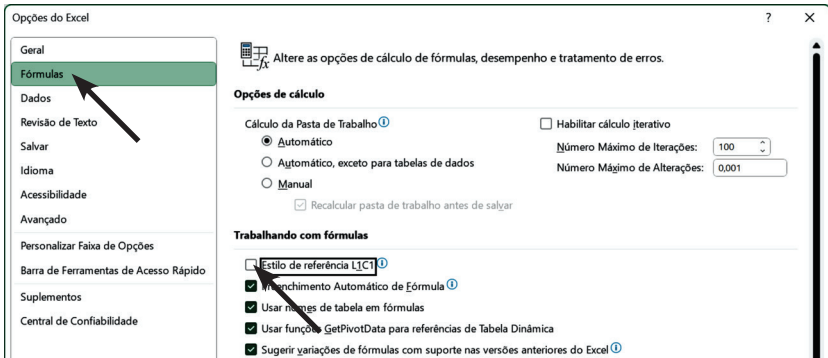 Opções do Excel ?
Geral
Fórmulas
Dados
Revisão de Texto
Salvar
Idioma
Acessibilidade
Avançado
Personalizar Faixa de Opções
Barra de Ferramentas de Acesso Rápido
Suplementos
Central de Confiabilidade
fx Altere as opções de cálculo de fórmulas, desempenho e tratamento de erros.
Opções de cálculo
Cálculo da Pasta de Trabalho
Automático
Automático, exceto para tabelas de dados
Manual
Recalcular pasta de trabalho antes de salvar
Habilitar cálculo iterativo
Número Máximo de Iterações: 100
Número Máximo de Alterações: 0,001
Trabalhando com fórmulas
Estilo de referência L1C1
Preenchimento Automático de Fórmula
Usar nomes de tabela em fórmulas
Usar funções GetPivotData para referências de Tabela Dinâmica
Sugerir variações de fórmulas com suporte nas versões anteriores do Excel